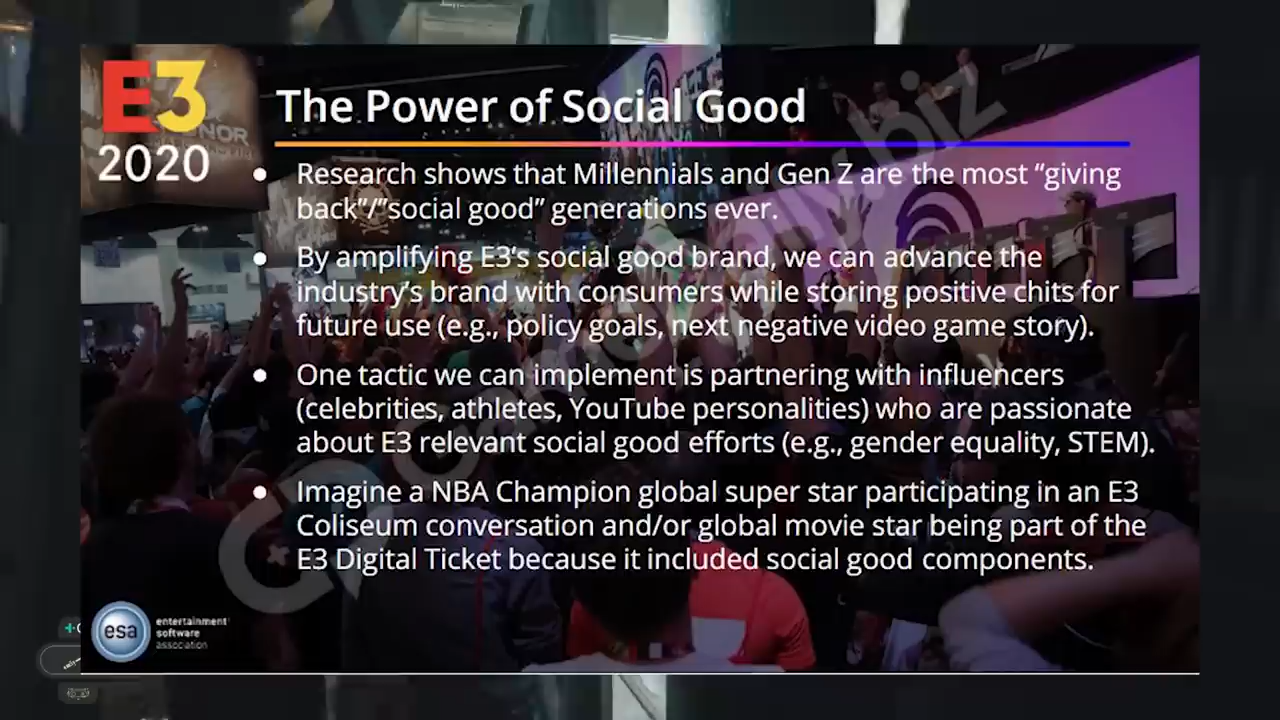 E3
2020
The Power of Social Good
Research shows that Millennials and Gen Z are the most “giving
back”/”social good” generations ever.
By amplifying E3’s social good brand, we can advance the
industry’s brand with consumers while storing positive chits for
future use (e.g., policy goals, next negative video game story).
One tactic we can implement is partnering with influencers
(celebrities, athletes, YouTube personalities) who are passionate
about E3 relevant social good efforts (e.g., gender equality, STEM).
Imagine a NBA Champion global super star participating in an E3
Coliseum conversation and/or global movie star being part of the
E3 Digital Ticket because it included social good components.
esa
entertainment
software
association